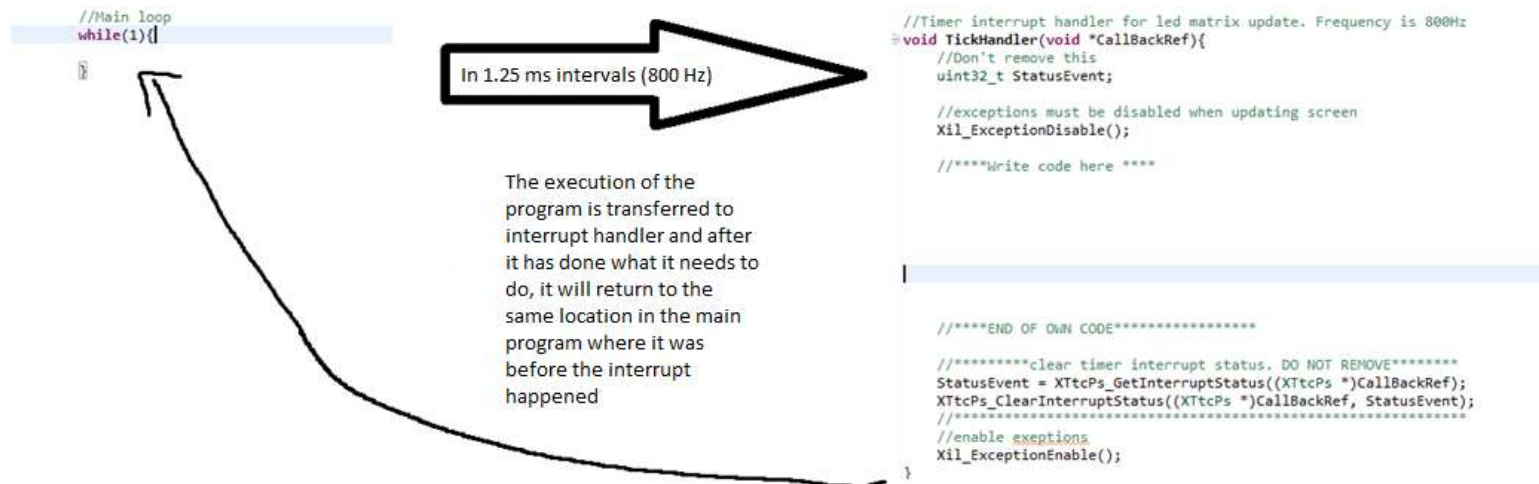 //Main loop
while(1){
}
In 1.25 ms intervals (800 Hz)
The execution of the
program is transferred to
interrupt handler and after
it has done what it needs to
do, it will return to the
same location in the main
program where it was
before the interrupt
happened
//Timer interrupt handler for led matrix update. Frequency is 800Hz
void TickHandler(void *CallBackRef){
//Don't remove this
uint32_t StatusEvent;
//exceptions must be disabled when updating screen
Xil_ExceptionDisable();
//****Write code here ****
//****END OF OWN CODE*****************
//*********clear timer interrupt status. DO NOT REMOVE********
StatusEvent = XTtcPs_GetInterruptStatus((XTtcPs *)CallBackRef);
XTtcPs_ClearInterruptStatus((XTtcPs *)CallBackRef, StatusEvent);
//*************************************************************
//enable exeptions
Xil_ExceptionEnable();
}